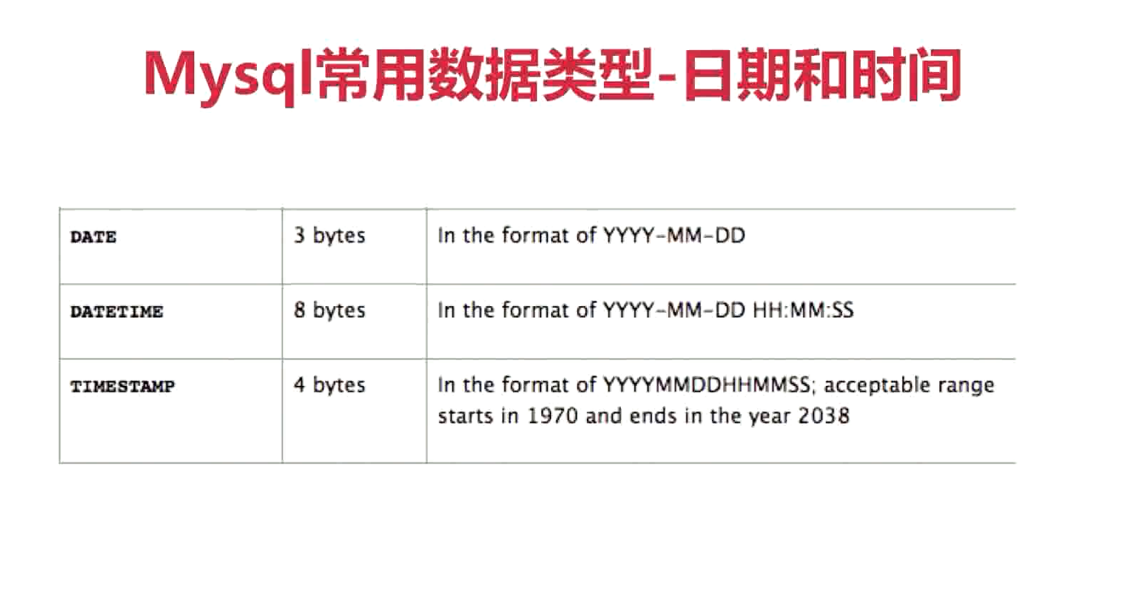 Mysql常用数据类型-日期和时间
DATE 3 bytes In the format of YYYY-MM-DD
DATETIME 8 bytes In the format of YYYY-MM-DD HH:MM:SS
TIMESTAMP 4 bytes In the format of YYYYMMDDHHMMSS; acceptable range
starts in 1970 and ends in the year 2038